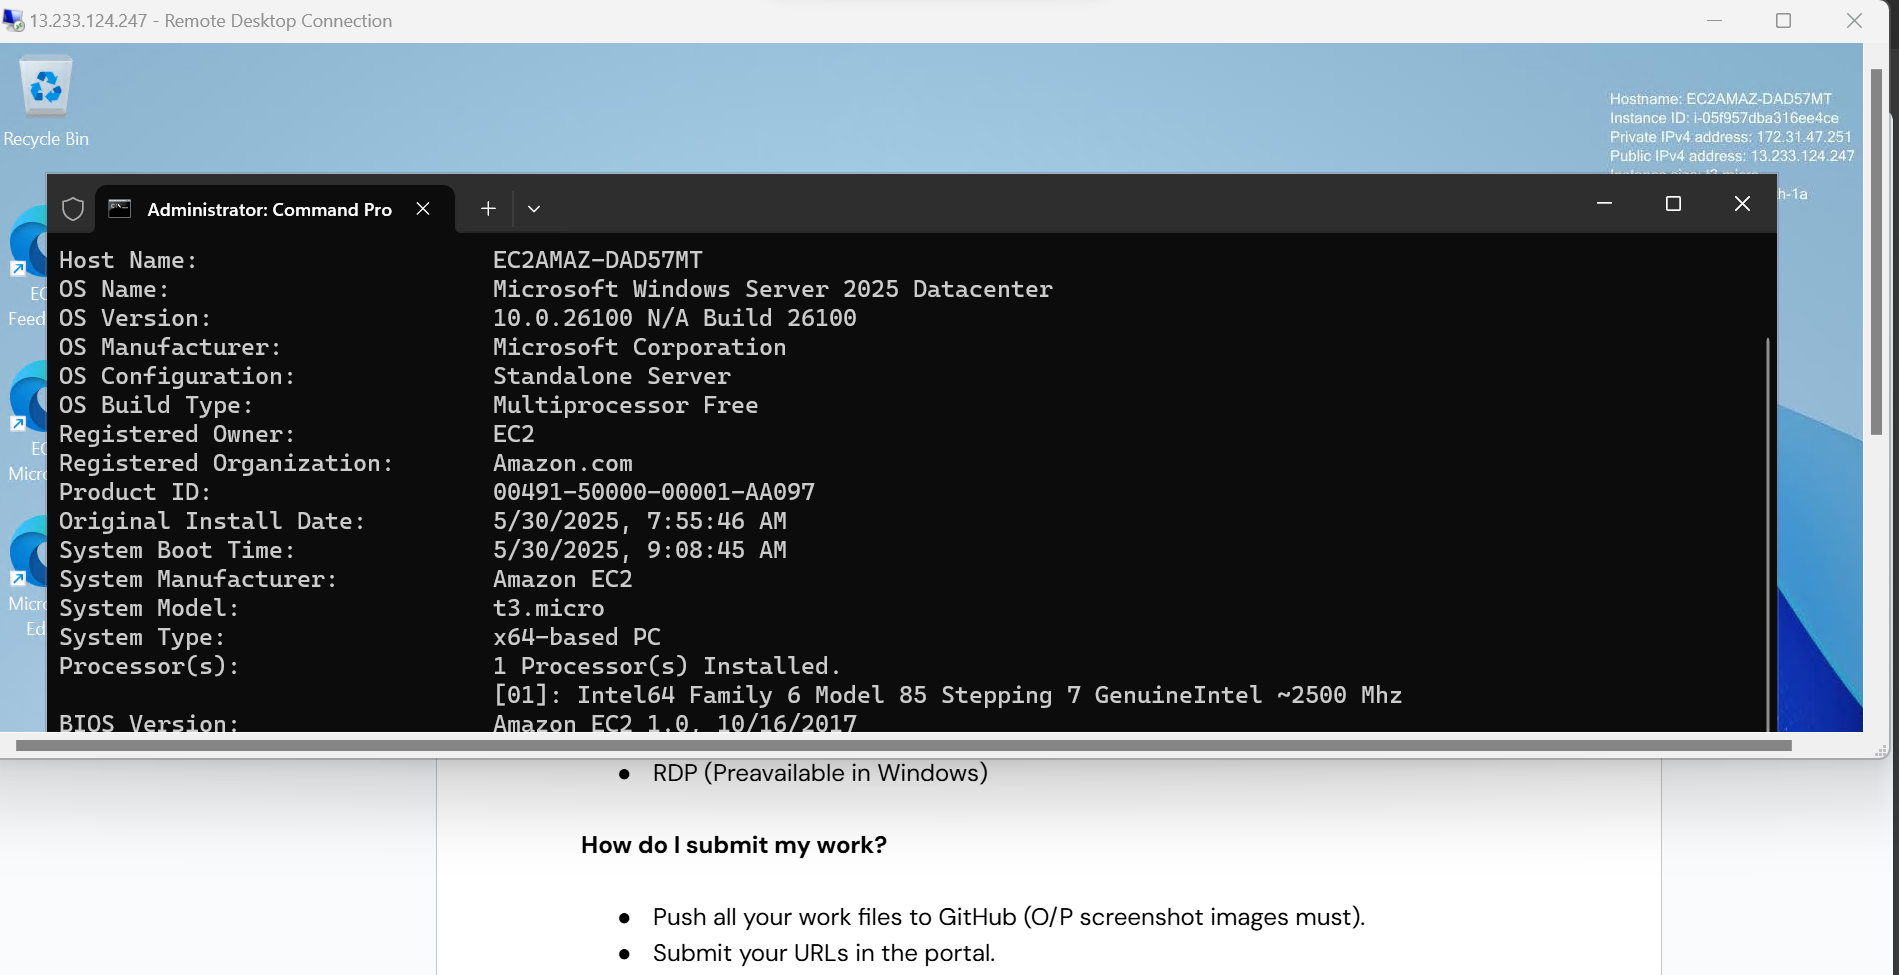 13.233.124.247 - Remote Desktop Connection
Recycle Bin
Hostname: EC2AMAZ-DAD57MT
Instance ID: i-05f957dba316ee4ce
Private IPv4 address: 172.31.47.251
Public IPv4 address: 13.233.124.247
h-1a
Administrator: Command Pro
EC
Feed
EC
Micro
Micro
Ed
Host Name: EC2AMAZ-DAD57MT
OS Name: Microsoft Windows Server 2025 Datacenter
OS Version: 10.0.26100 N/A Build 26100
OS Manufacturer: Microsoft Corporation
OS Configuration: Standalone Server
OS Build Type: Multiprocessor Free
Registered Owner: EC2
Registered Organization: Amazon.com
Product ID: 00491-50000-00001-AA097
Original Install Date: 5/30/2025, 7:55:46 AM
System Boot Time: 5/30/2025, 9:08:45 AM
System Manufacturer: Amazon EC2
System Model: t3.micro
System Type: x64-based PC
Processor(s): 1 Processor(s) Installed.
[01]: Intel64 Family 6 Model 85 Stepping 7 GenuineIntel ~2500 Mhz
BIOS Version: Amazon EC2 1.0, 10/16/2017
● RDP (Preavailable in Windows)
How do I submit my work?
● Push all your work files to GitHub (O/P screenshot images must).
● Submit your URLs in the portal.